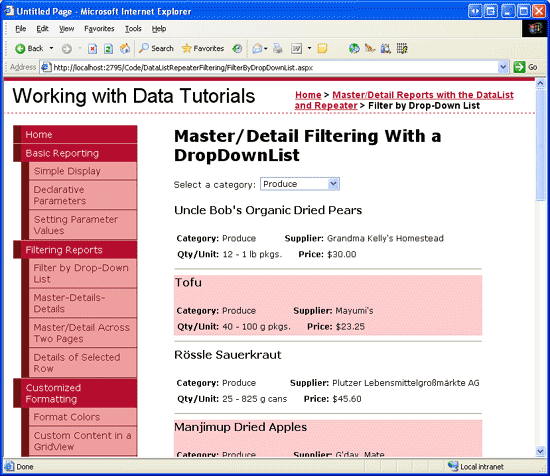 Untitled Page - Microsoft Internet Explorer
File Edit View Favorites Tools Help
Back Search Favorites
Address http://localhost:2795/Code/DataListRepeaterFiltering/FilterByDropDownList.aspx Go
Working with Data Tutorials
Home > Master/Detail Reports with the DataList
and Repeater > Filter by Drop-Down List
Home
Basic Reporting
Simple Display
Declarative
Parameters
Setting Parameter
Values
Filtering Reports
Filter by Drop-Down
List
Master-Details-
Details
Master/Detail Across
Two Pages
Details of Selected
Row
Customized
Formatting
Format Colors
Custom Content in a
GridView
Master/Detail Filtering With a
DropDownList
Select a category: Produce
Uncle Bob's Organic Dried Pears
Category: Produce Supplier: Grandma Kelly's Homestead
Qty/Unit: 12 - 1 lb pkgs. Price: $30.00
Tofu
Category: Produce Supplier: Mayumi's
Qty/Unit: 40 - 100 g pkgs. Price: $23.25
Rössle Sauerkraut
Category: Produce Supplier: Plutzer Lebensmittelgroßmärkte AG
Qty/Unit: 25 - 825 g cans Price: $45.60
Manjimup Dried Apples
Category: Produce Supplier: G'day, Mate
Done Local intranet